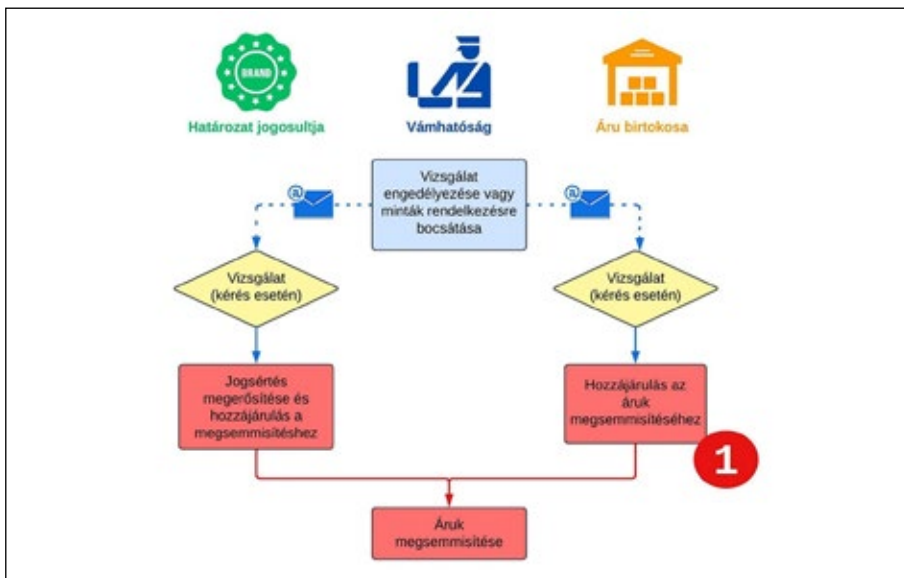 BRAND
Határozat jogosultja
Vámhatóság
Áru birtokosa
Vizsgálat
engedélyezése vagy
minták rendelkezésre
bocsátása
@
@
Vizsgálat
(kérés esetén)
Vizsgálat
(kérés esetén)
Jogsértés
megerősítése és
hozzájárulás a
megsemmisítéshez
Hozzájárulás az
áruk
megsemmisítéséhez
1
Áruk
megsemmisítése